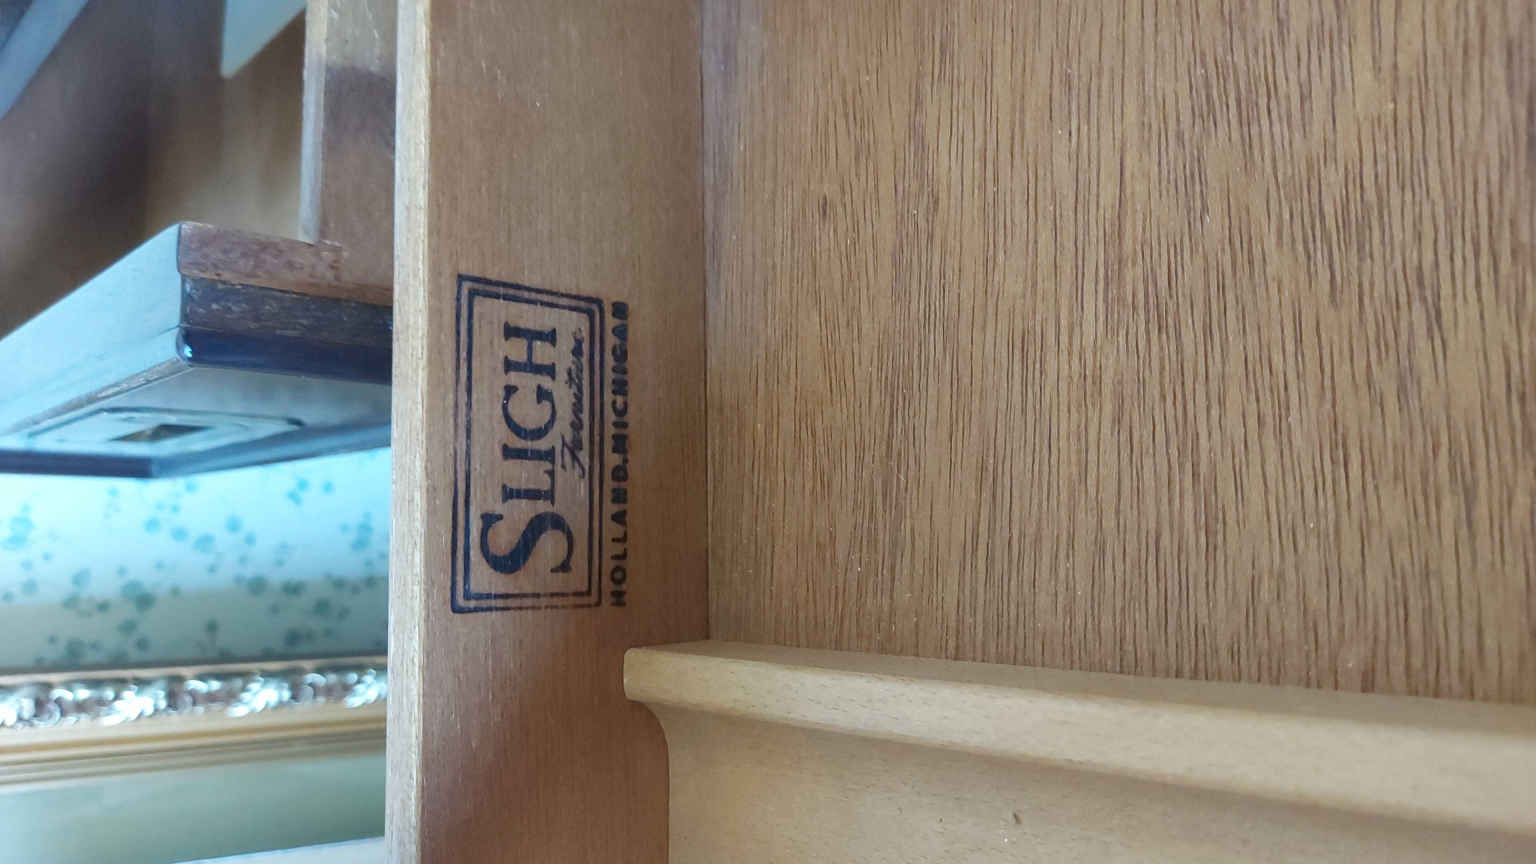 SLIGH
Furniture
HOLLAND, MICHIGAN